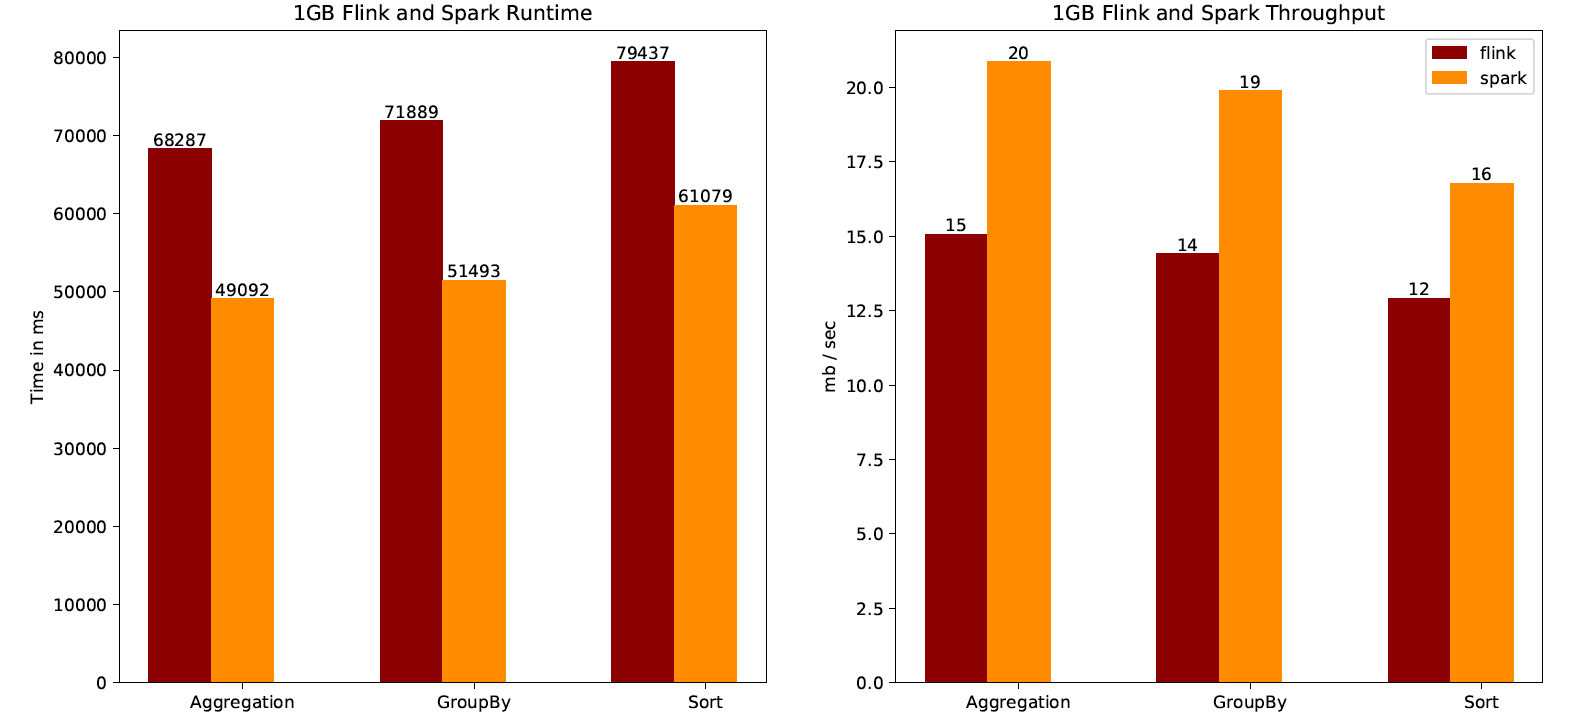 1GB Flink and Spark Runtime
80000
70000
60000
50000
40000
30000
20000
10000
0
Time in ms
68287
49092
71889
51493
79437
61079
Aggregation
GroupBy
Sort
1GB Flink and Spark Throughput
20.0
17.5
15.0
12.5
10.0
7.5
5.0
2.5
0.0
mb / sec
15
20
14
19
12
16
flink
spark
Aggregation
GroupBy
Sort